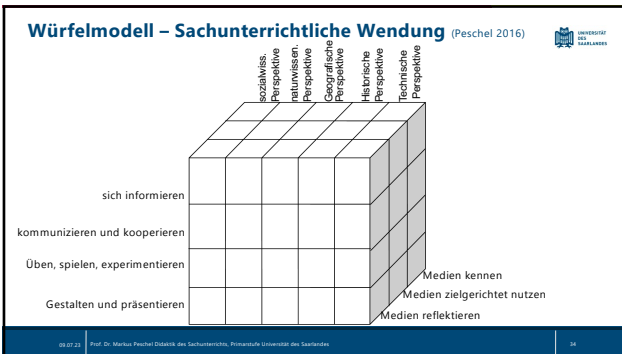 Würfelmodell – Sachunterrichtliche Wendung (Peschel 2016)
UNIVERSITÄT
DES
SAARLANDES
sozialwiss.
Perspektive
naturwissen.
Perspektive
Geografische
Perspektive
Historische
Perspektive
Technische
Perspektive
sich informieren
kommunizieren und kooperieren
Üben, spielen, experimentieren
Gestalten und präsentieren
Medien kennen
Medien zielgerichtet nutzen
Medien reflektieren
09.07.23 Prof. Dr. Markus Peschel Didaktik des Sachunterrichts, Primarstufe Universität des Saarlandes 34